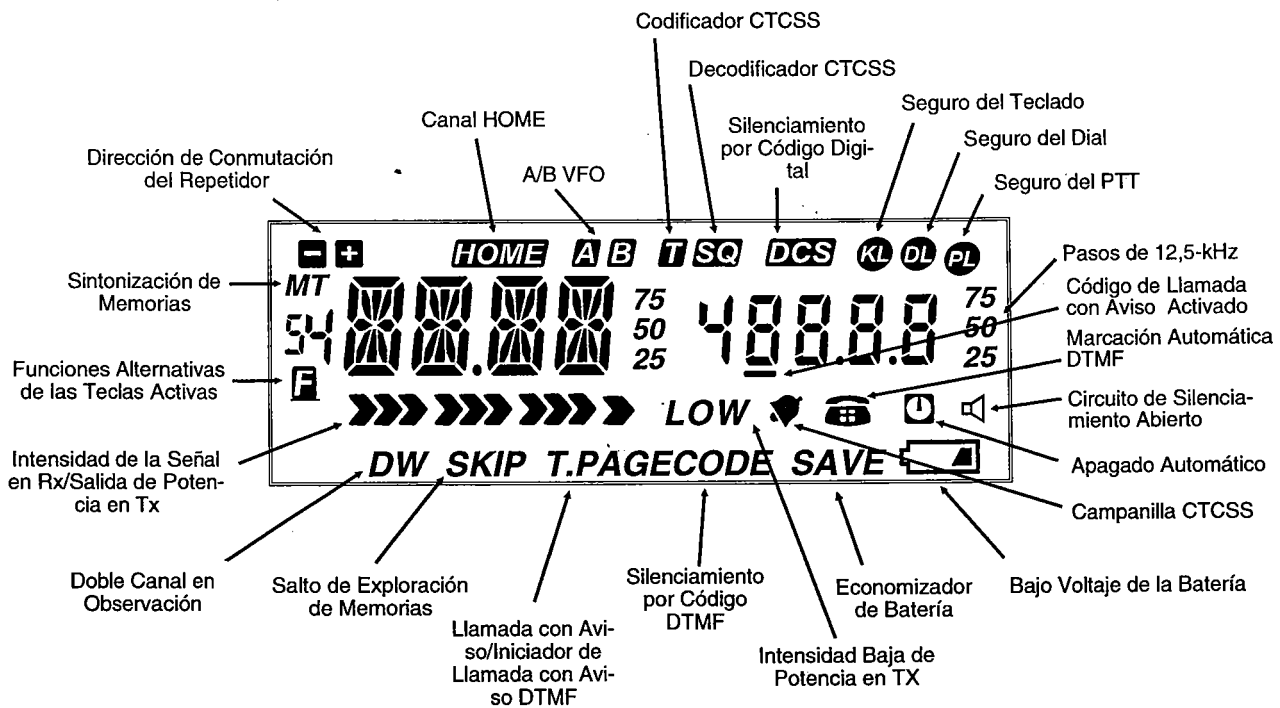 Codificador CTCSS
Decodificador CTCSS
Canal HOME
Silenciamiento
por Código Digi-
tal
Seguro del Teclado
Dirección de Conmutación
del Repetidor
A/B VFO
Seguro del Dial
Seguro del PTT
- + HOME A B T SQ DCS KL DL PL
Pasos de 12,5-kHz
Sintonización de
Memorias
MT
54
75
50
25
4888.8
75
50
25
Código de Llamada
con Aviso Activado
Marcación Automática
DTMF
Funciones Alternativas
de las Teclas Activas
F
LOW
Circuito de Silencia-
miento Abierto
Intensidad de la Señal
en Rx/Salida de Poten-
cia en Tx
DW SKIP T.PAGECODE SAVE
Apagado Automático
Campanilla CTCSS
Doble Canal en
Observación
Salto de Exploración
de Memorias
Llamada con Avi-
so/Iniciador de
Llamada con Avi-
so DTMF
Silenciamiento
por Código
DTMF
Intensidad Baja de
Potencia en TX
Economizador
de Batería
Bajo Voltaje de la Batería